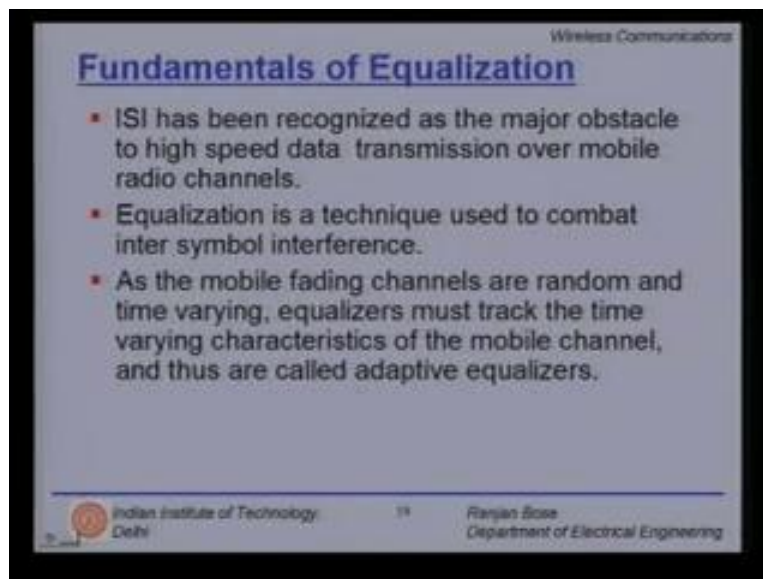 Wireless Communications
Fundamentals of Equalization
▪ ISI has been recognized as the major obstacle
to high speed data transmission over mobile
radio channels.
▪ Equalization is a technique used to combat
inter symbol interference.
▪ As the mobile fading channels are random and
time varying, equalizers must track the time
varying characteristics of the mobile channel,
and thus are called adaptive equalizers.
Indian Institute of Technology,
Delhi
Ranjan Bose
Department of Electrical Engineering